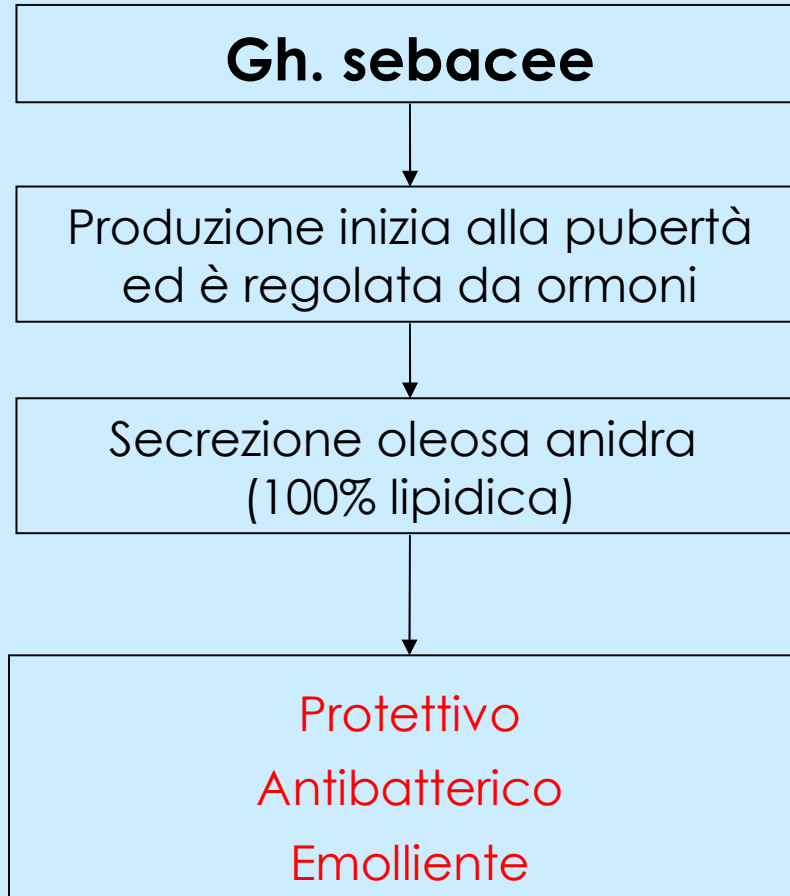 Gh. sebacee
Produzione inizia alla pubertà
ed è regolata da ormoni
Secrezione oleosa anidra
(100% lipidica)
Protettivo
Antibatterico
Emolliente